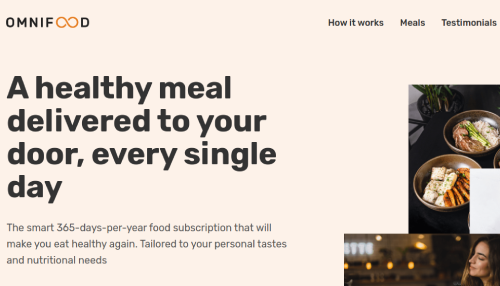 OMNIFOOD
How it works Meals Testimonials
A healthy meal
delivered to your
door, every single
day
The smart 365-days-per-year food subscription that will
make you eat healthy again. Tailored to your personal tastes
and nutritional needs